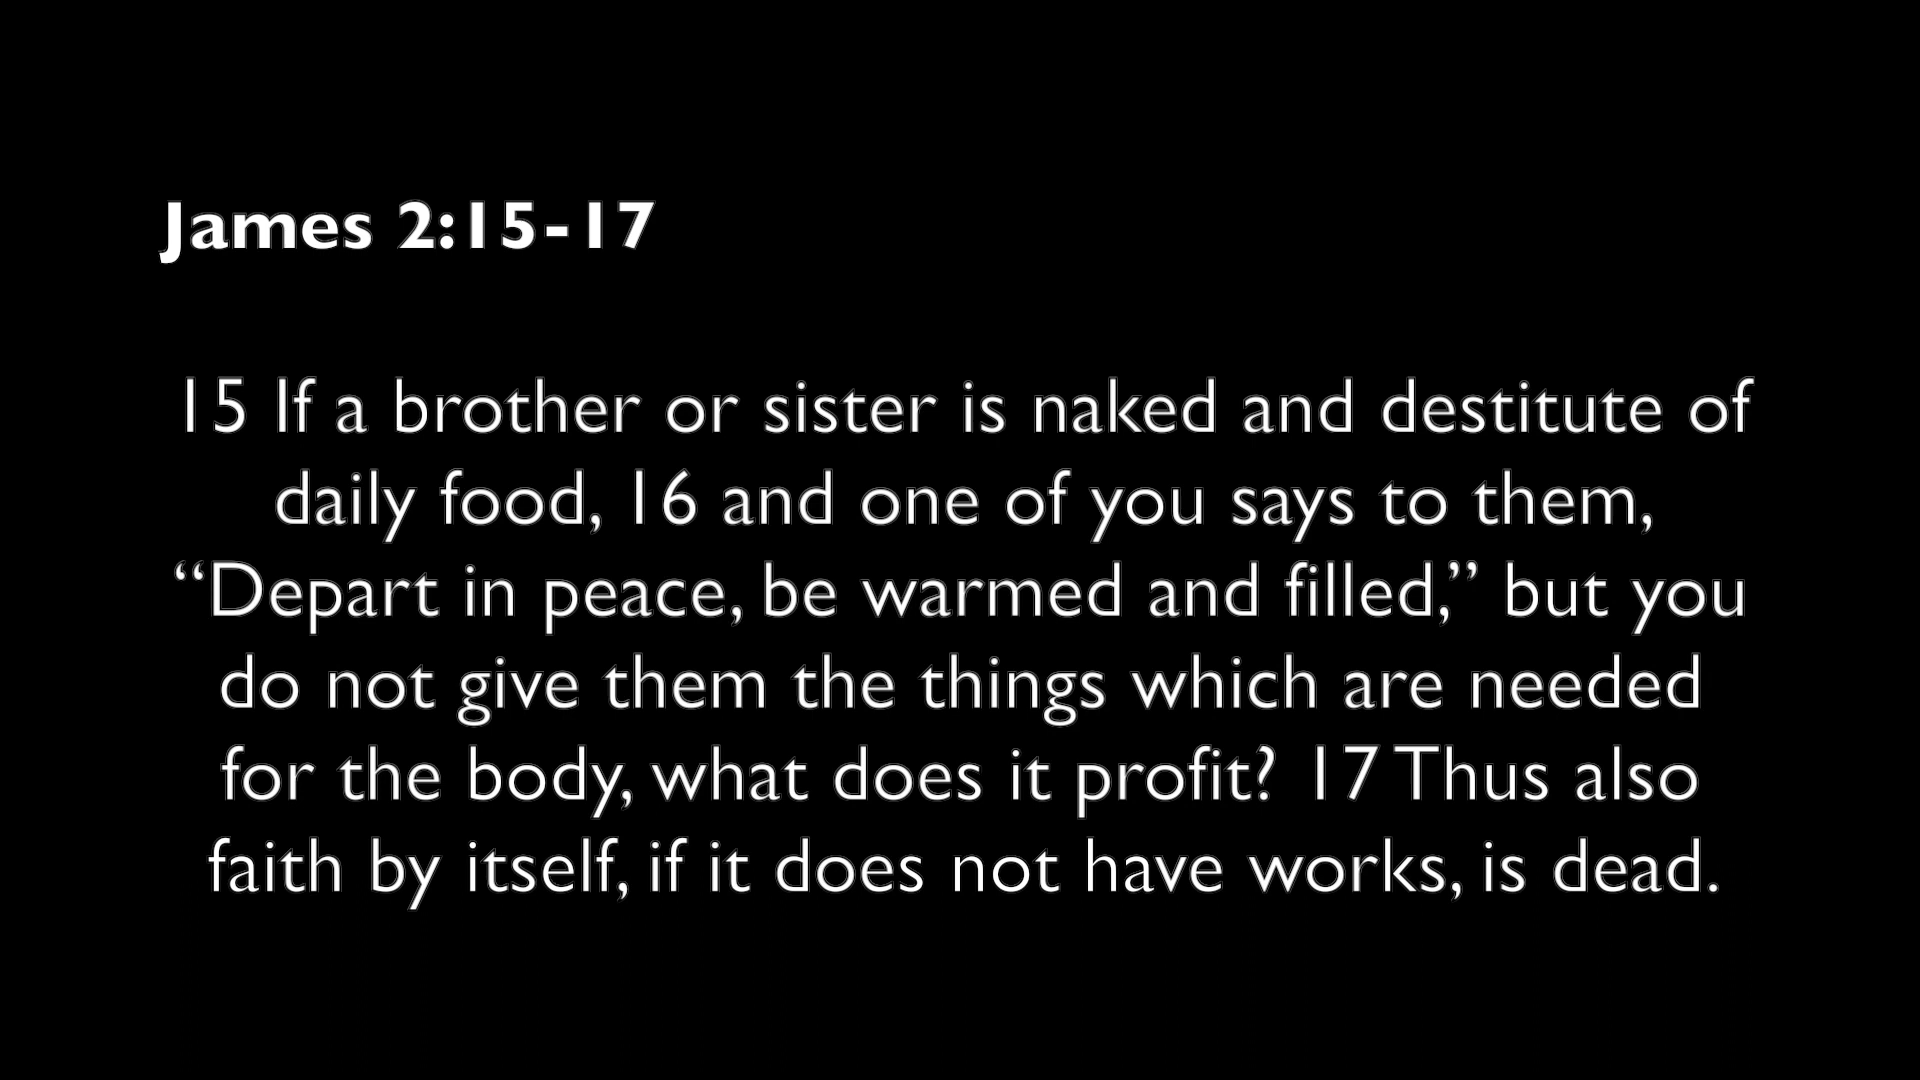 James 2:15-17
15 If a brother or sister is naked and destitute of
daily food, 16 and one of you says to them,
“Depart in peace, be warmed and filled,” but you
do not give them the things which are needed
for the body, what does it profit? 17 Thus also
faith by itself, if it does not have works, is dead.